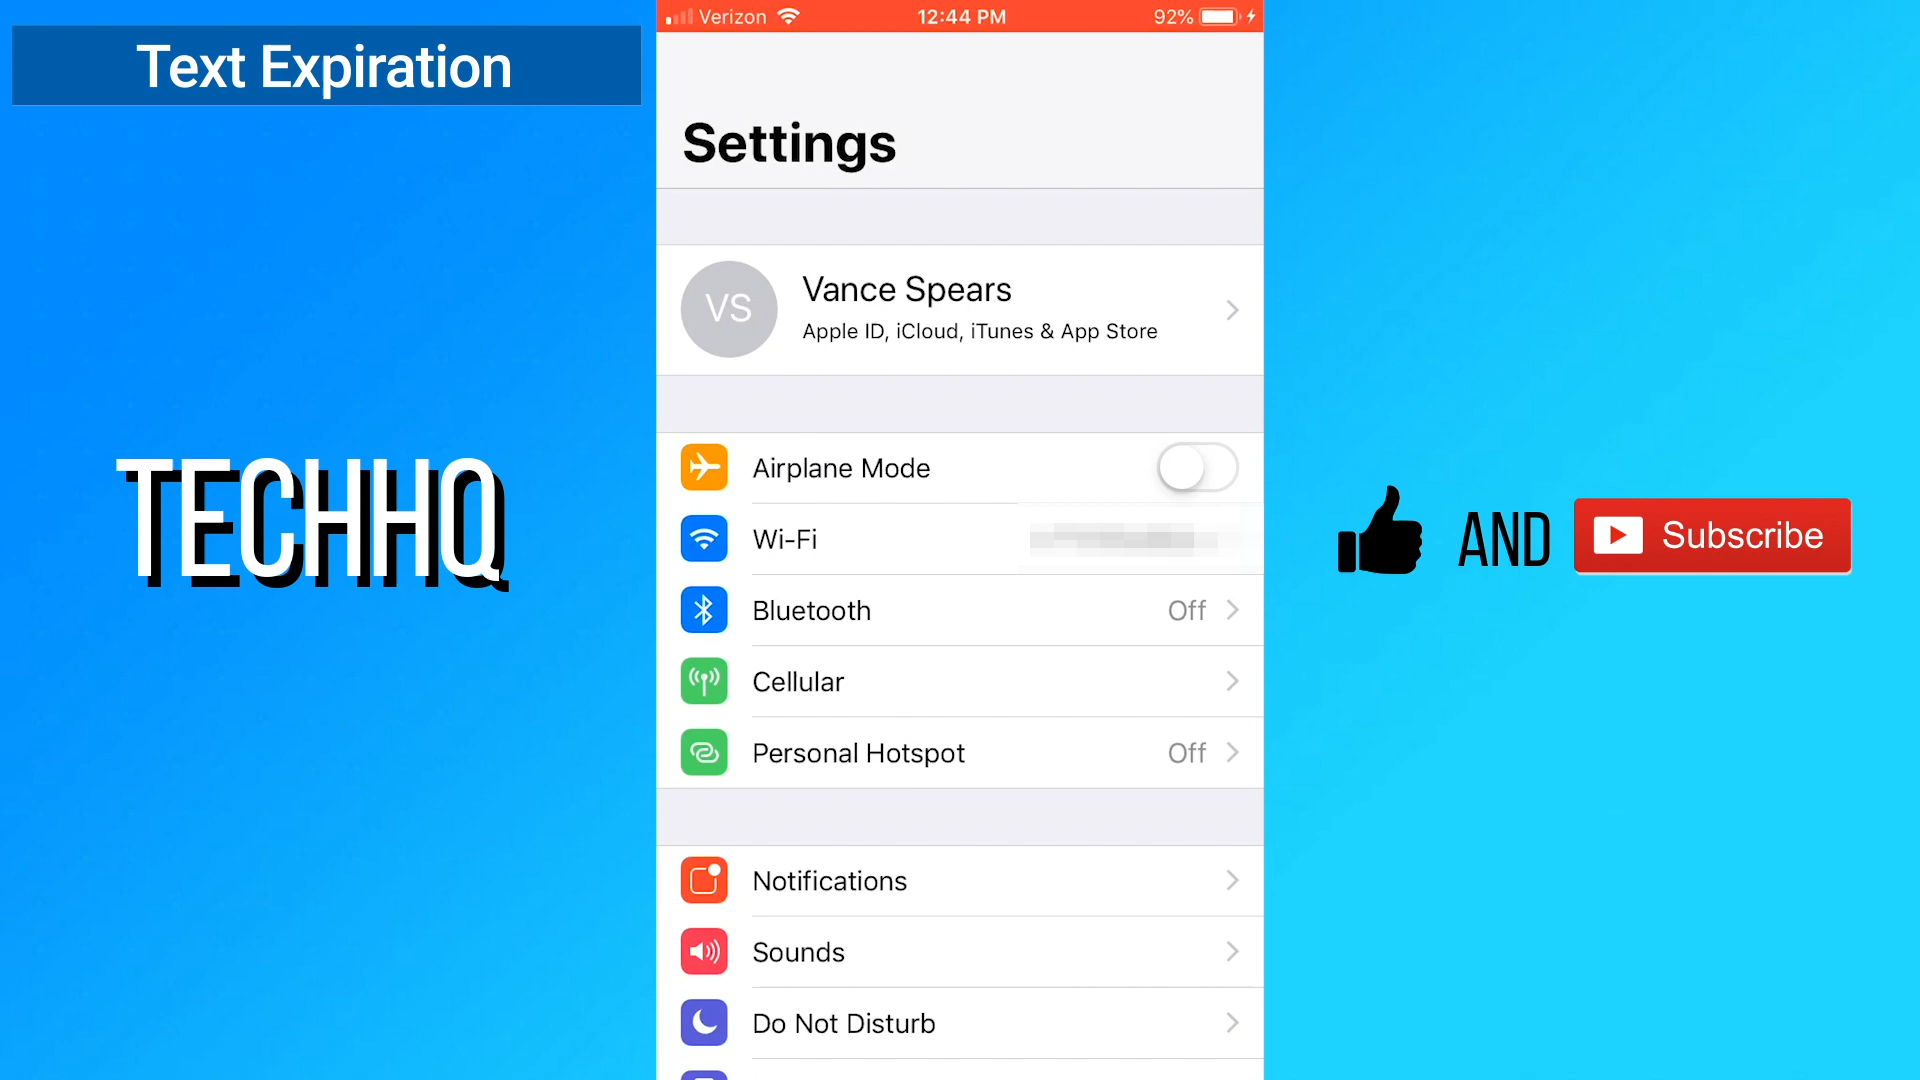 Text Expiration
Verizon 12:44 PM 92%
Settings
VS
Vance Spears
Apple ID, iCloud, iTunes & App Store
Airplane Mode
Wi-Fi
Bluetooth Off
Cellular
Personal Hotspot Off
Notifications
Sounds
Do Not Disturb
TECHHQ
AND Subscribe